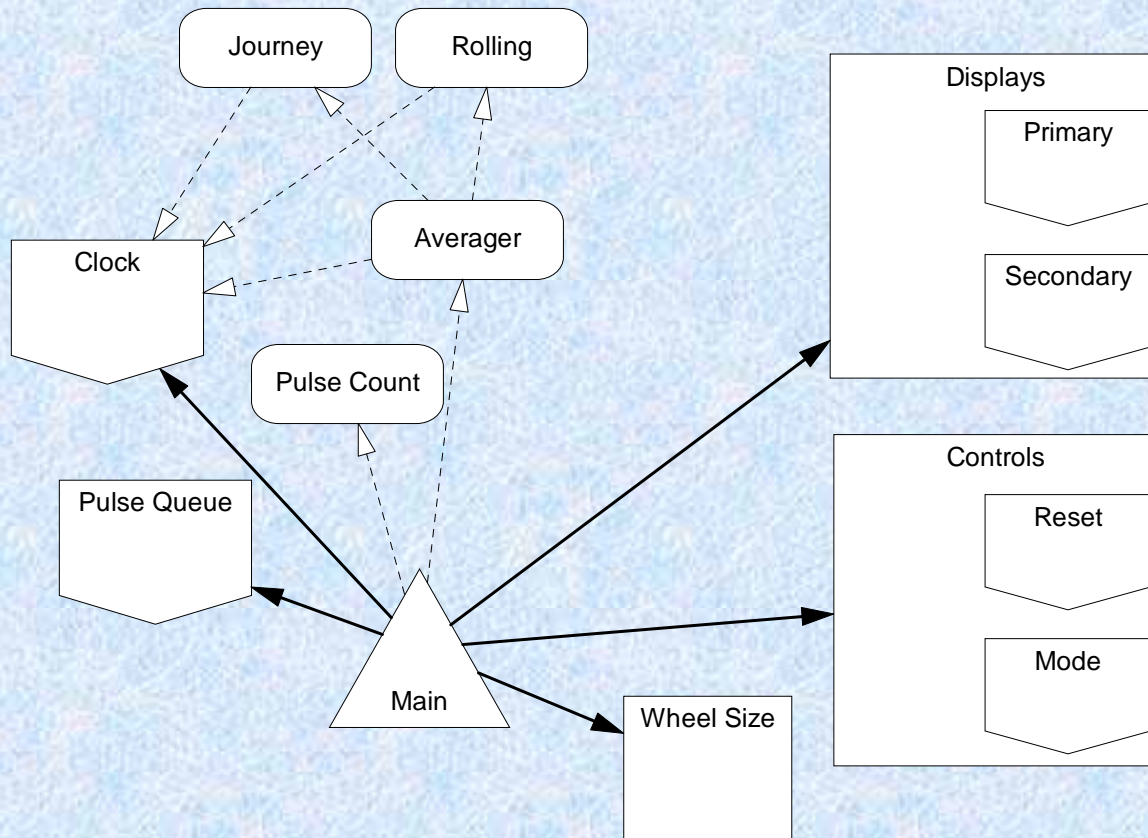 Journey
Rolling
Displays
Primary
Averager
Clock
Secondary
Pulse Count
Controls
Pulse Queue
Reset
Mode
Main
Wheel Size